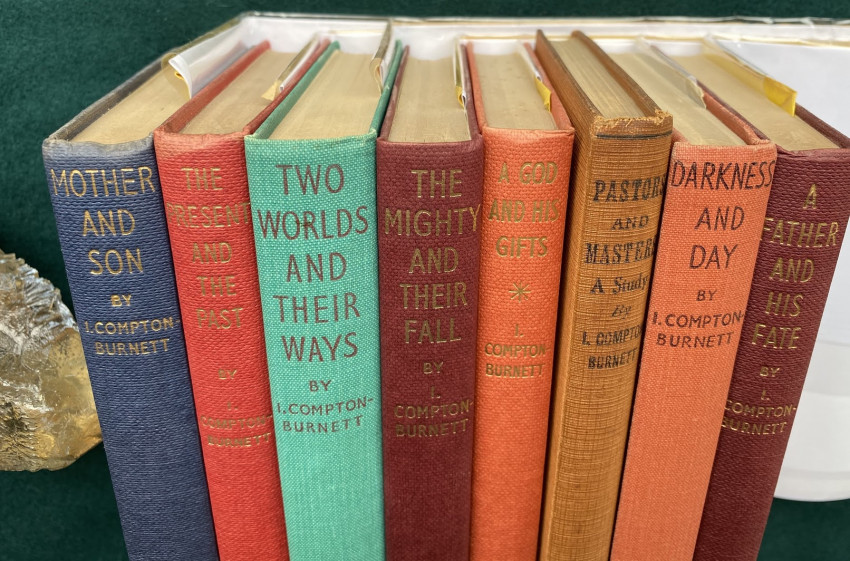 MOTHER
AND
SON
BY
I. COMPTON-
BURNETT
THE
PRESENT
AND
THE
PAST
BY
I.
COMPTON-
BURNETT
TWO
WORLDS
AND
THEIR
WAYS
BY
I. COMPTON-
BURNETT
THE
MIGHTY
AND
THEIR
FALL
BY
I.
COMPTON-
BURNETT
A GOD
AND HIS
GIFTS
*
I.
COMPTON
BURNETT
PASTORS
AND
MASTERS
A Study
By
I. COMPTON
BURNETT
DARKNESS
AND
DAY
BY
I. COMPTON-
BURNETT
A
FATHER
AND
HIS
FATE
BY
I.
COMPTON-
BURNETT